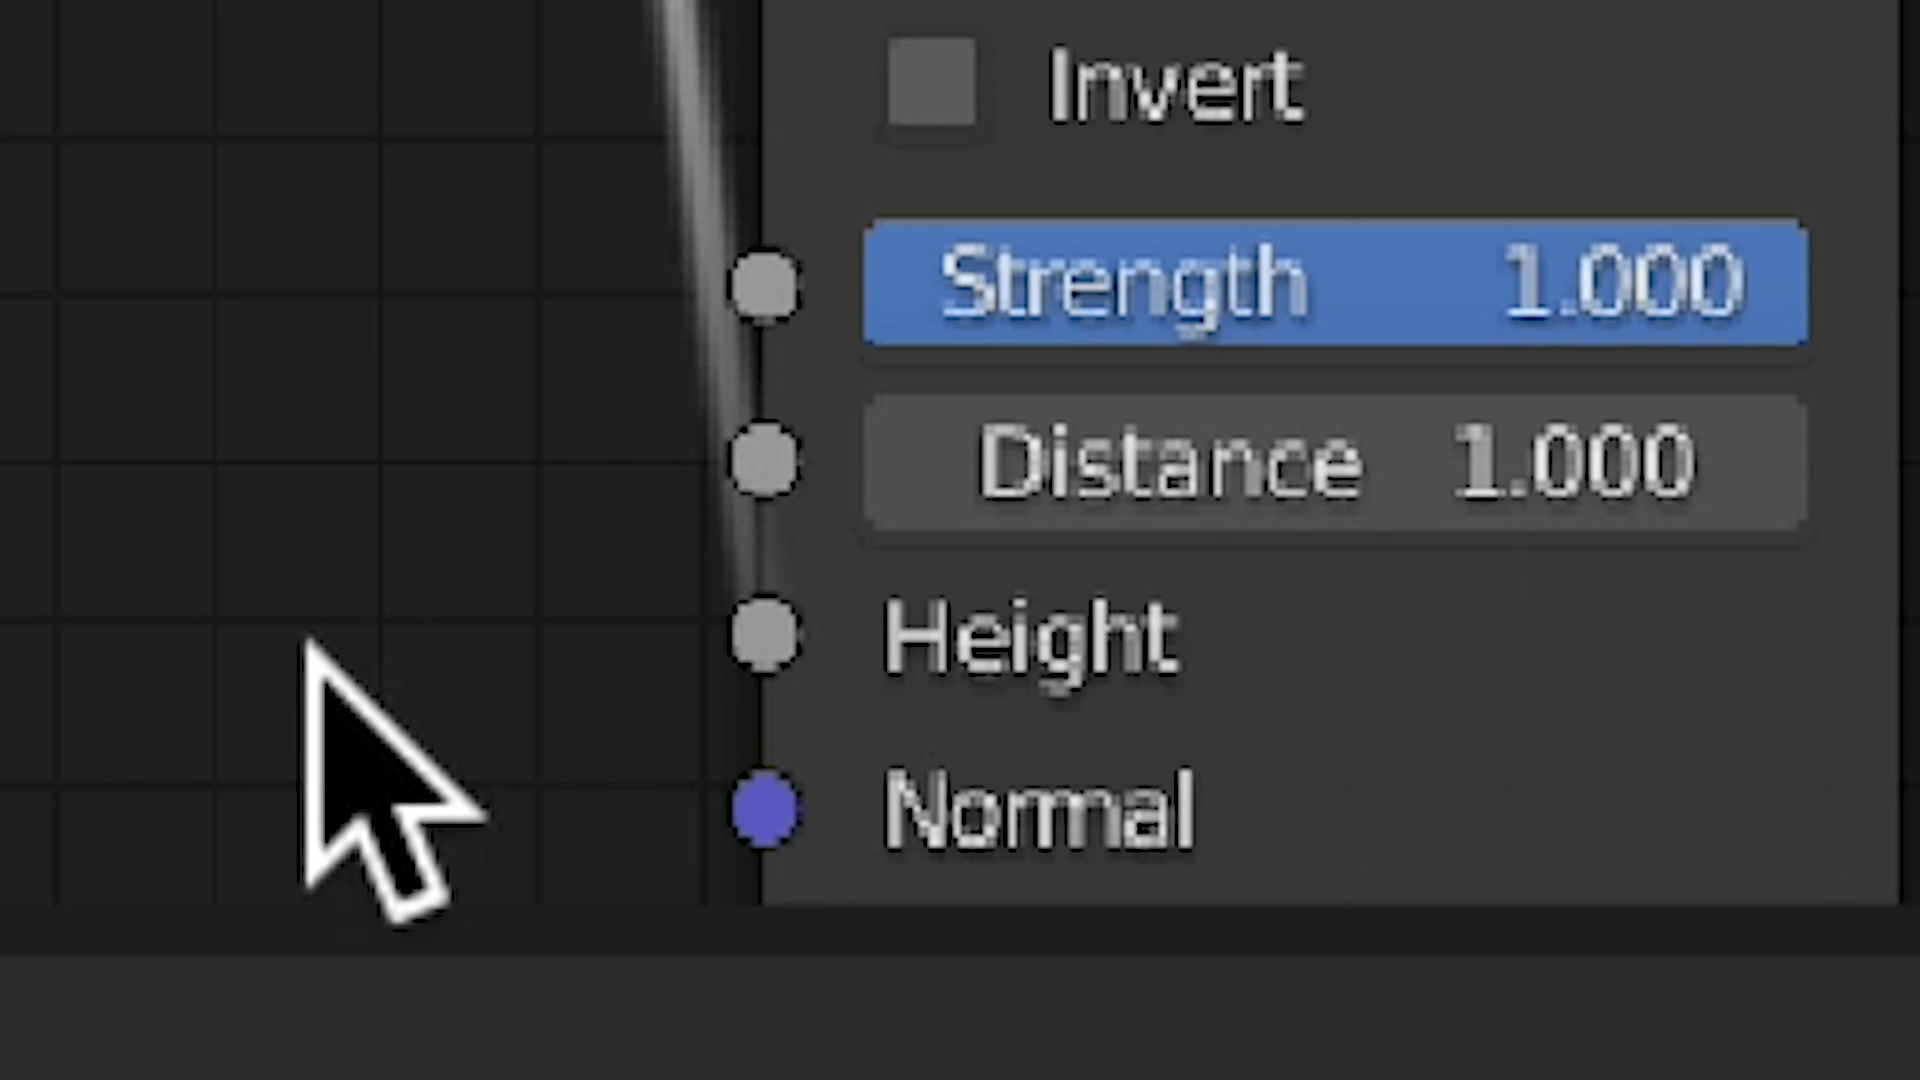 Invert
Strength 1.000
Distance 1.000
Height
Normal